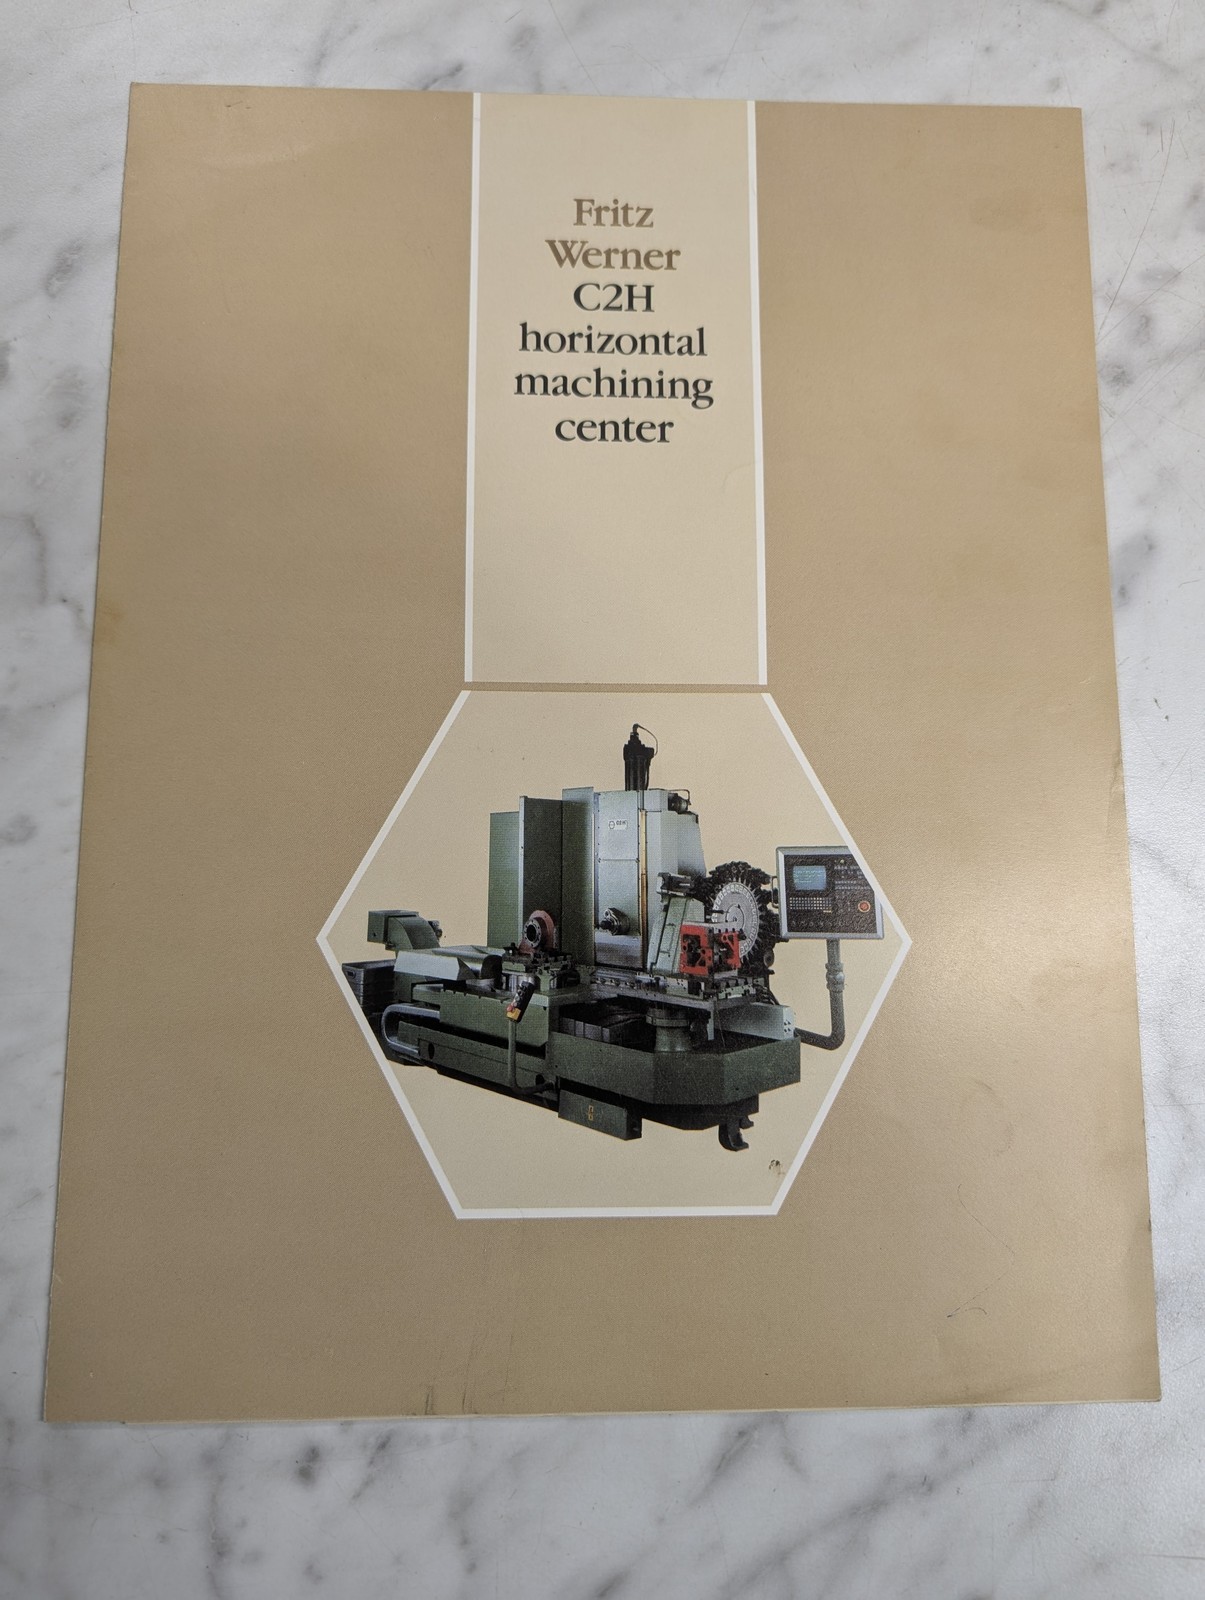 Fritz
Werner
C2H
horizontal
machining
center